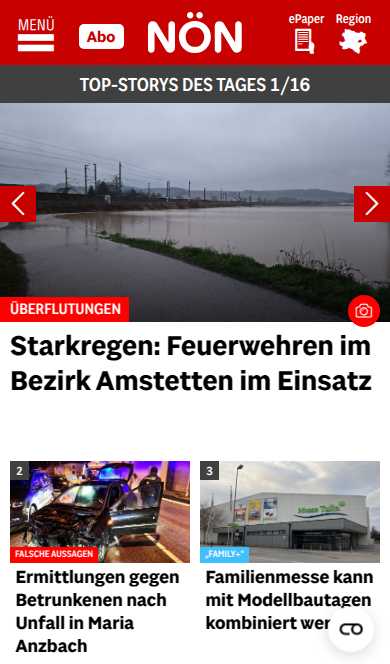 MENÜ
Abo
NÖN
ePaper
Region
TOP-STORYS DES TAGES 1/16
ÜBERFLUTUNGEN
Starkregen: Feuerwehren im
Bezirk Amstetten im Einsatz
2
FALSCHE AUSSAGEN
Ermittlungen gegen
Betrunkenen nach
Unfall in Maria
Anzbach
3
„FAMILY+“
Messe Tulln
Familienmesse kann
mit Modellbautagen
kombiniert wer